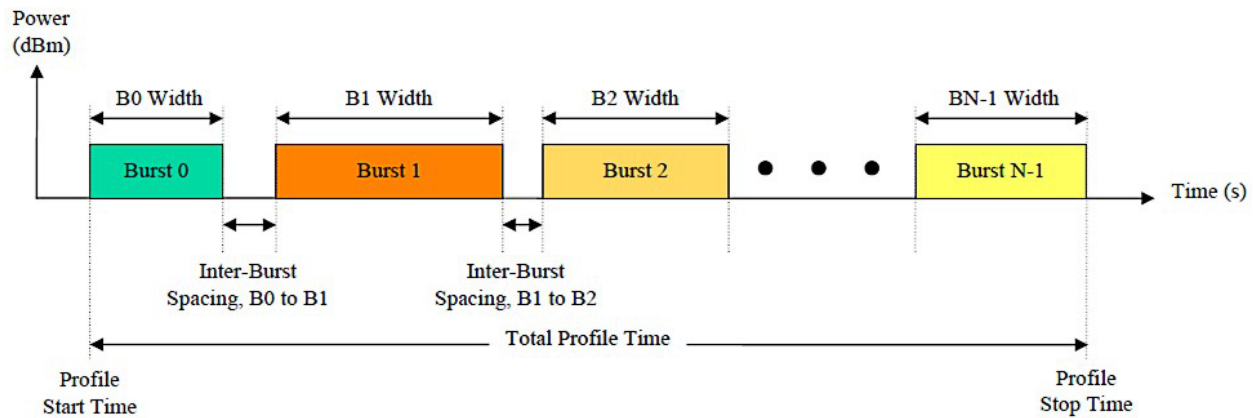 Power
(dBm)
B0 Width
B1 Width
B2 Width
BN-1 Width
Burst 0
Burst 1
Burst 2
Burst N-1
Time (s)
Inter-Burst
Spacing, B0 to B1
Inter-Burst
Spacing, B1 to B2
Total Profile Time
Profile
Start Time
Profile
Stop Time